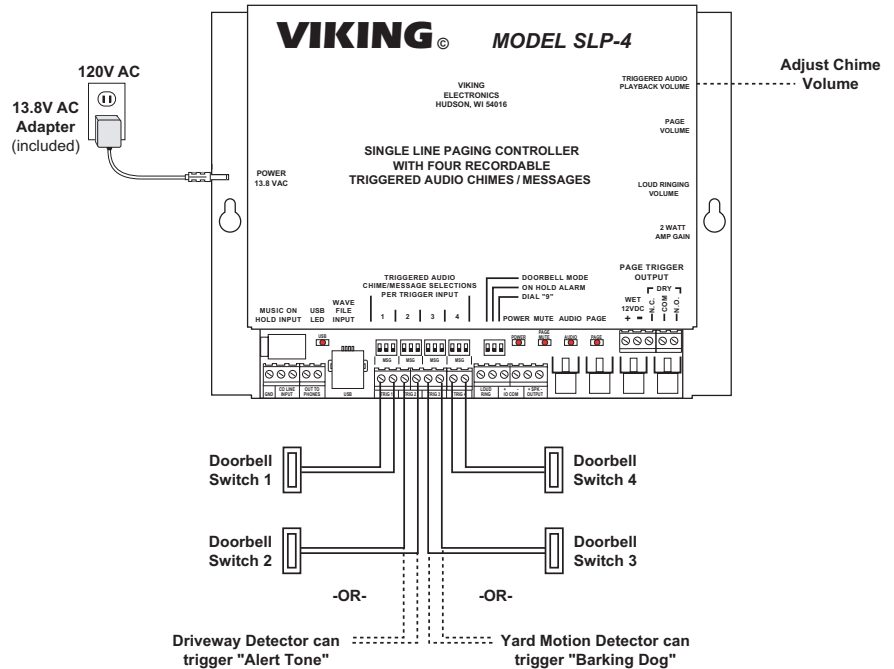 VIKING © MODEL SLP-4
120V AC
13.8V AC
Adapter
(included)
VIKING
ELECTRONICS
HUDSON, WI 54016
TRIGGERED AUDIO
PLAYBACK VOLUME
Adjust Chime
Volume
PAGE
VOLUME
SINGLE LINE PAGING CONTROLLER
WITH FOUR RECORDABLE
TRIGGERED AUDIO CHIMES / MESSAGES
POWER
13.8 VAC
LOUD RINGING
VOLUME
2 WATT
AMP GAIN
PAGE TRIGGER
OUTPUT
DRY
WET
12VDC
+ -
N.C.
COM
N.O.
TRIGGERED AUDIO
CHIME/MESSAGE SELECTIONS
PER TRIGGER INPUT
1 2 3 4
DOORBELL MODE
ON HOLD ALARM
DIAL "9"
MUSIC ON
HOLD INPUT
USB
LED
WAVE
FILE
INPUT
POWER MUTE AUDIO PAGE
USB
POWER
PAGE
MUTE
AUDIO
PAGE
MSG MSG MSG MSG
GND
CO LINE
INPUT
OUT TO
PHONES
USB
TRIG 1 TRIG 2 TRIG 3 TRIG 4
LOUD
RING
+ -
IO COM
+ SPK -
OUTPUT
Doorbell
Switch 1
Doorbell
Switch 4
Doorbell
Switch 2
Doorbell
Switch 3
-OR- -OR-
Driveway Detector can
trigger "Alert Tone"
Yard Motion Detector can
trigger "Barking Dog"